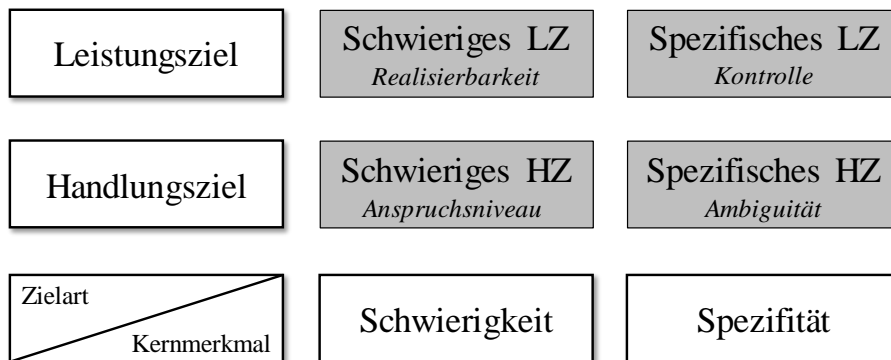 Leistungsziel
Schwieriges LZ
Realisierbarkeit
Spezifisches LZ
Kontrolle
Handlungsziel
Schwieriges HZ
Anspruchsniveau
Spezifisches HZ
Ambiguität
Zielart
Kernmerkmal
Schwierigkeit
Spezifität